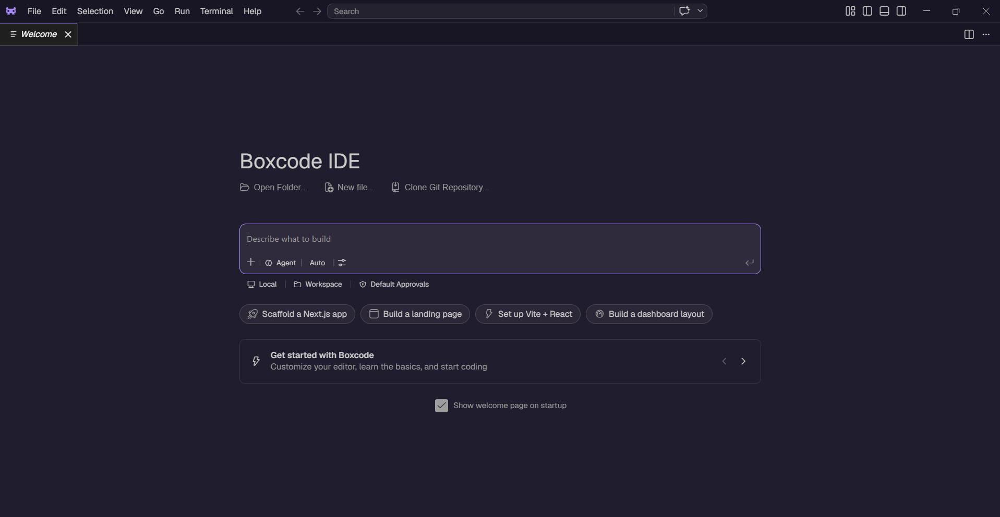 File Edit Selection View Go Run Terminal Help Search
Welcome
Boxcode IDE
Open Folder... New file... Clone Git Repository...
Describe what to build
Agent Auto
Local Workspace Default Approvals
Scaffold a Next.js app Build a landing page Set up Vite + React Build a dashboard layout
Get started with Boxcode
Customize your editor, learn the basics, and start coding
Show welcome page on startup